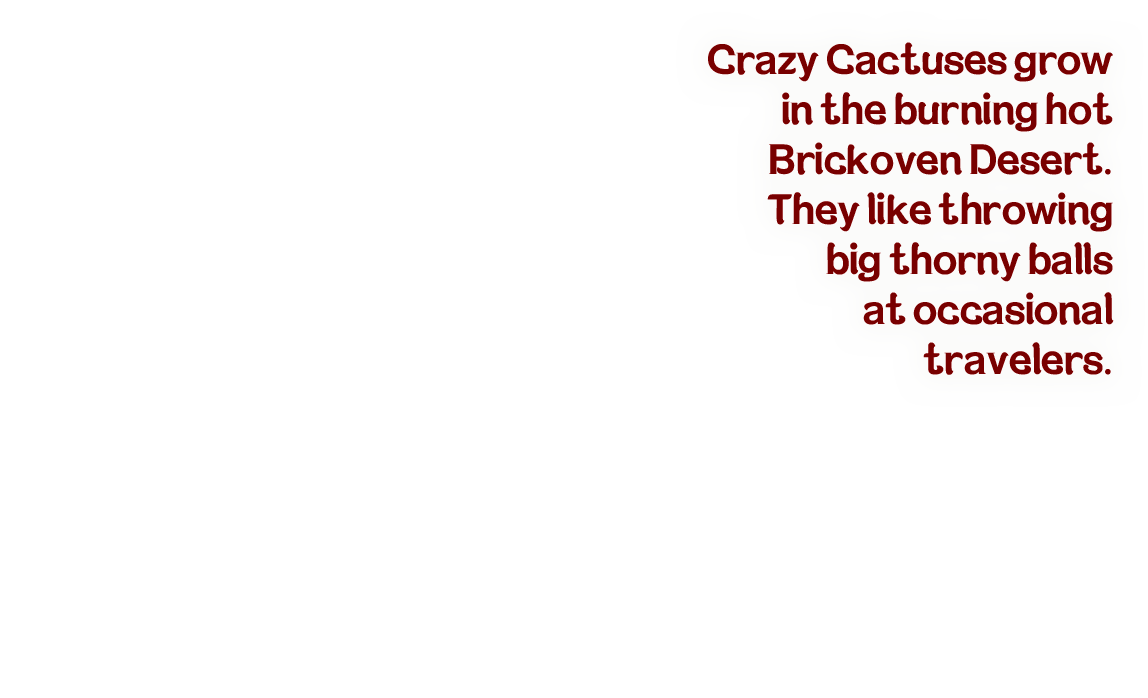 Crazy Cactuses grow
in the burning hot
Brickoven Desert.
They like throwing
big thorny balls
at occasional
travelers.